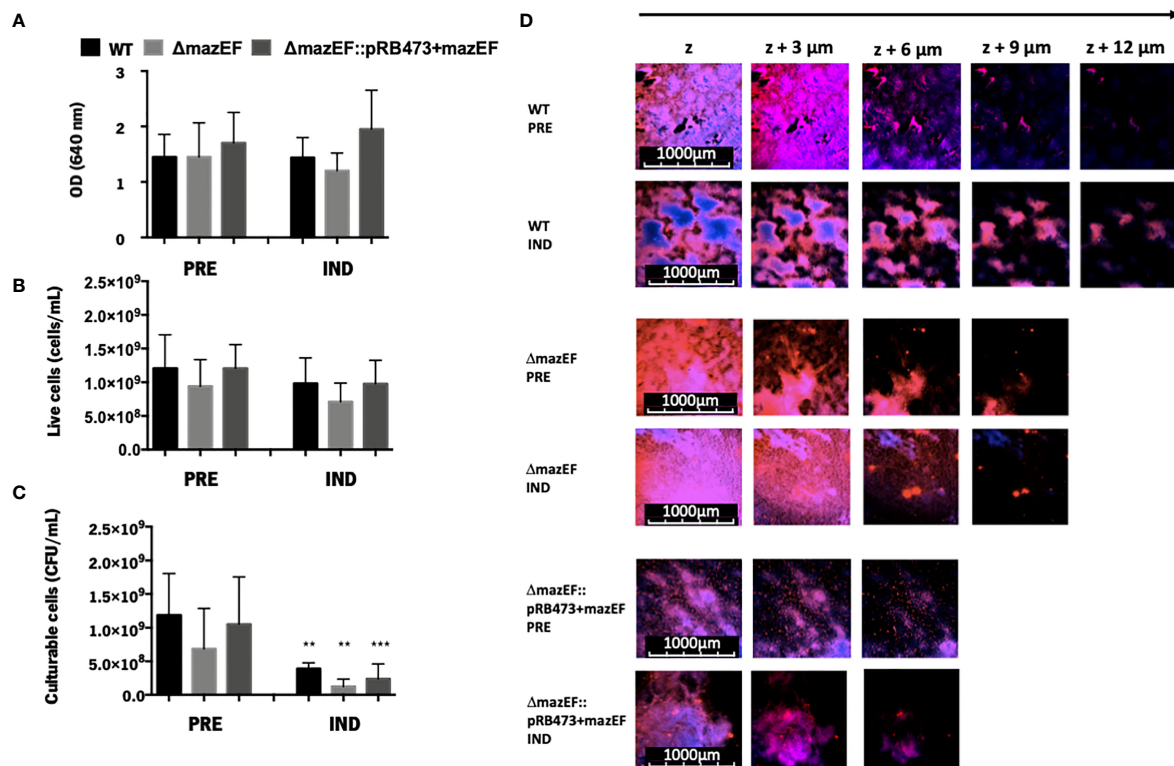 A
WT ΔmazEF ΔmazEF::pRB473+mazEF
OD (640 nm)
3
2
1
0
PRE IND
B
Live cells (cells/mL)
2.5×10⁹
2.0×10⁹
1.5×10⁹
1.0×10⁹
5.0×10⁸
0.0
PRE IND
C
Culturable cells (CFU/mL)
2.5×10⁹
2.0×10⁹
1.5×10⁹
1.0×10⁹
5.0×10⁸
0.0
** ** ***
PRE IND
D
z z + 3 μm z + 6 μm z + 9 μm z + 12 μm
WT
PRE
1000μm
WT
IND
1000μm
ΔmazEF
PRE
1000μm
ΔmazEF
IND
1000μm
ΔmazEF::
pRB473+mazEF
PRE
1000μm
ΔmazEF::
pRB473+mazEF
IND
1000μm